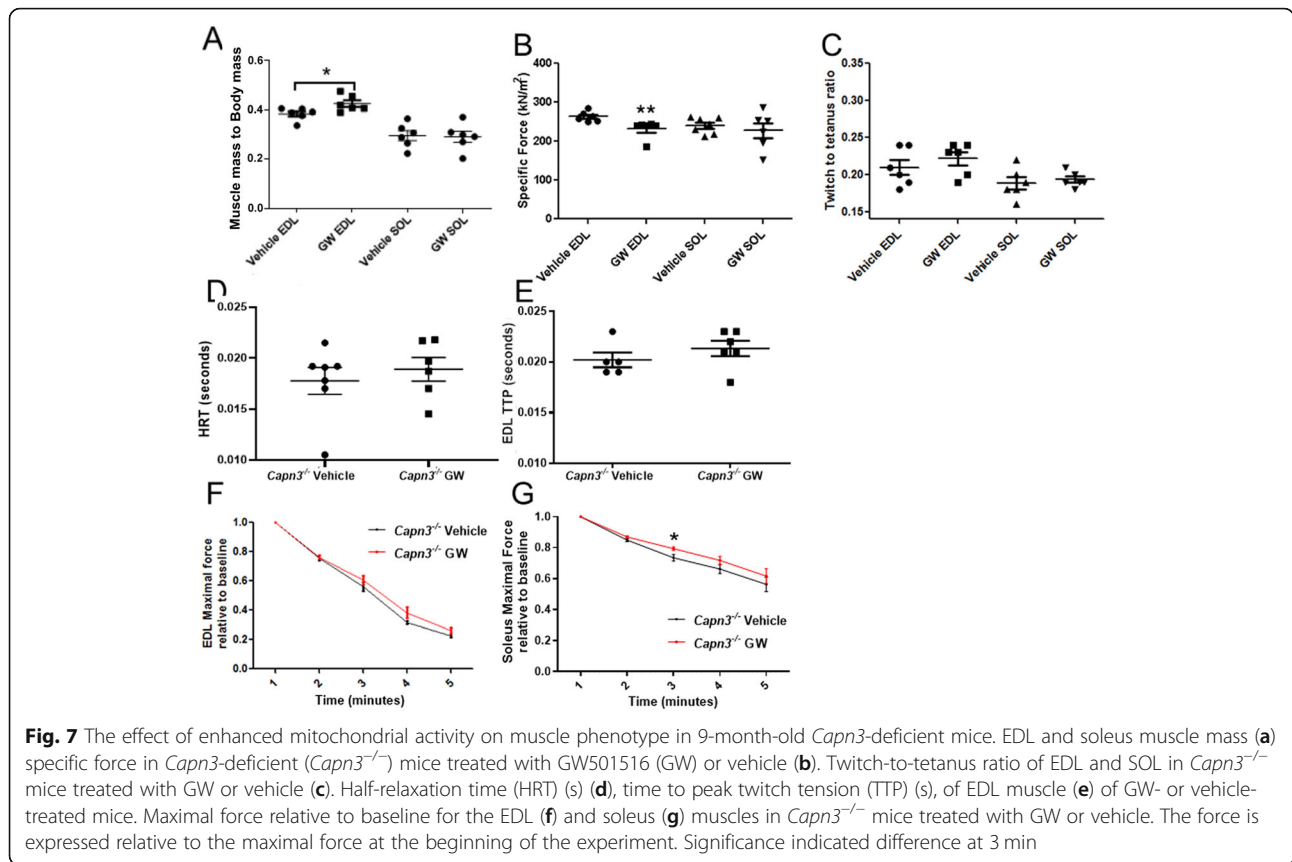 A
Muscle mass to Body mass
0.6
0.4
0.2
0.0
*
Vehicle EDL
GW EDL
Vehicle SOL
GW SOL
B
Specific Force (kN/m²)
400
300
200
100
0
**
Vehicle EDL
GW EDL
Vehicle SOL
GW SOL
C
Twitch to tetanus ratio
0.35
0.30
0.25
0.20
0.15
Vehicle EDL
GW EDL
Vehicle SOL
GW SOL
D
HRT (seconds)
0.025
0.020
0.015
0.010
Capn3-/- Vehicle
Capn3-/- GW
E
EDL TTP (seconds)
0.025
0.020
0.015
0.010
Capn3-/- Vehicle
Capn3-/- GW
F
EDL Maximal force
relative to baseline
1.0
0.8
0.6
0.4
0.2
0.0
Capn3-/- Vehicle
Capn3-/- GW
1
2
3
4
5
Time (minutes)
G
Soleus Maximal Force
relative to baseline
1.0
0.8
0.6
0.4
0.2
0.0
*
Capn3-/- Vehicle
Capn3-/- GW
1
2
3
4
5
Time (minutes)
Fig. 7 The effect of enhanced mitochondrial activity on muscle phenotype in 9-month-old Capn3-deficient mice. EDL and soleus muscle mass (a)
specific force in Capn3-deficient (Capn3−/−) mice treated with GW501516 (GW) or vehicle (b). Twitch-to-tetanus ratio of EDL and SOL in Capn3−/−
mice treated with GW or vehicle (c). Half-relaxation time (HRT) (s) (d), time to peak twitch tension (TTP) (s), of EDL muscle (e) of GW- or vehicle-
treated mice. Maximal force relative to baseline for the EDL (f) and soleus (g) muscles in Capn3−/− mice treated with GW or vehicle. The force is
expressed relative to the maximal force at the beginning of the experiment. Significance indicated difference at 3 min